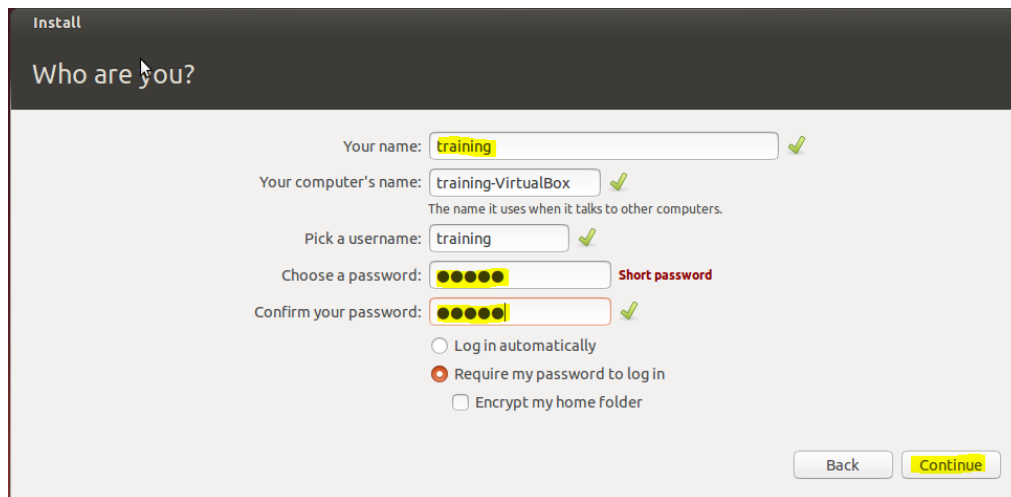 Install
Who are you?
Your name: training
Your computer's name: training-VirtualBox
The name it uses when it talks to other computers.
Pick a username: training
Choose a password: ●●●●● Short password
Confirm your password: ●●●●●
Log in automatically
Require my password to log in
Encrypt my home folder
Back Continue